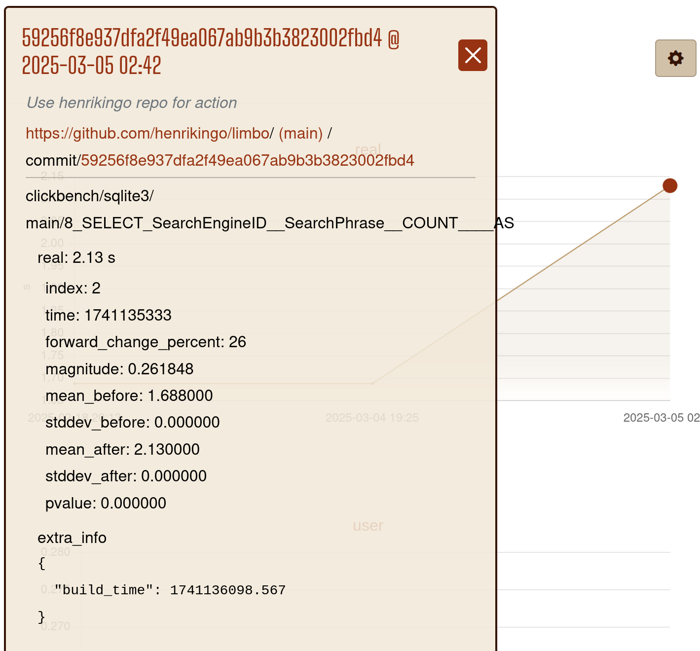 59256f8e937dfa2f49ea067ab9b3b3823002fbd4 @
2025-03-05 02:42
Use henrikingo repo for action
https://github.com/henrikingo/limbo/ (main) /
commit/59256f8e937dfa2f49ea067ab9b3b3823002fbd4
real
2.15
clickbench/sqlite3/
main/8_SELECT_SearchEngineID__SearchPhrase__COUNT____AS
2.00
real: 2.13 s
1.95
index: 2
s
time: 1741135333
forward_change_percent: 26
1.80
1.75
magnitude: 0.261848
1.70
mean_before: 1.688000
2025-03-04 19:25
2025-03-05 02
stddev_before: 0.000000
mean_after: 2.130000
stddev_after: 0.000000
pvalue: 0.000000
user
extra_info
0.280
{
"build_time": 1741136098.567
}
0.270